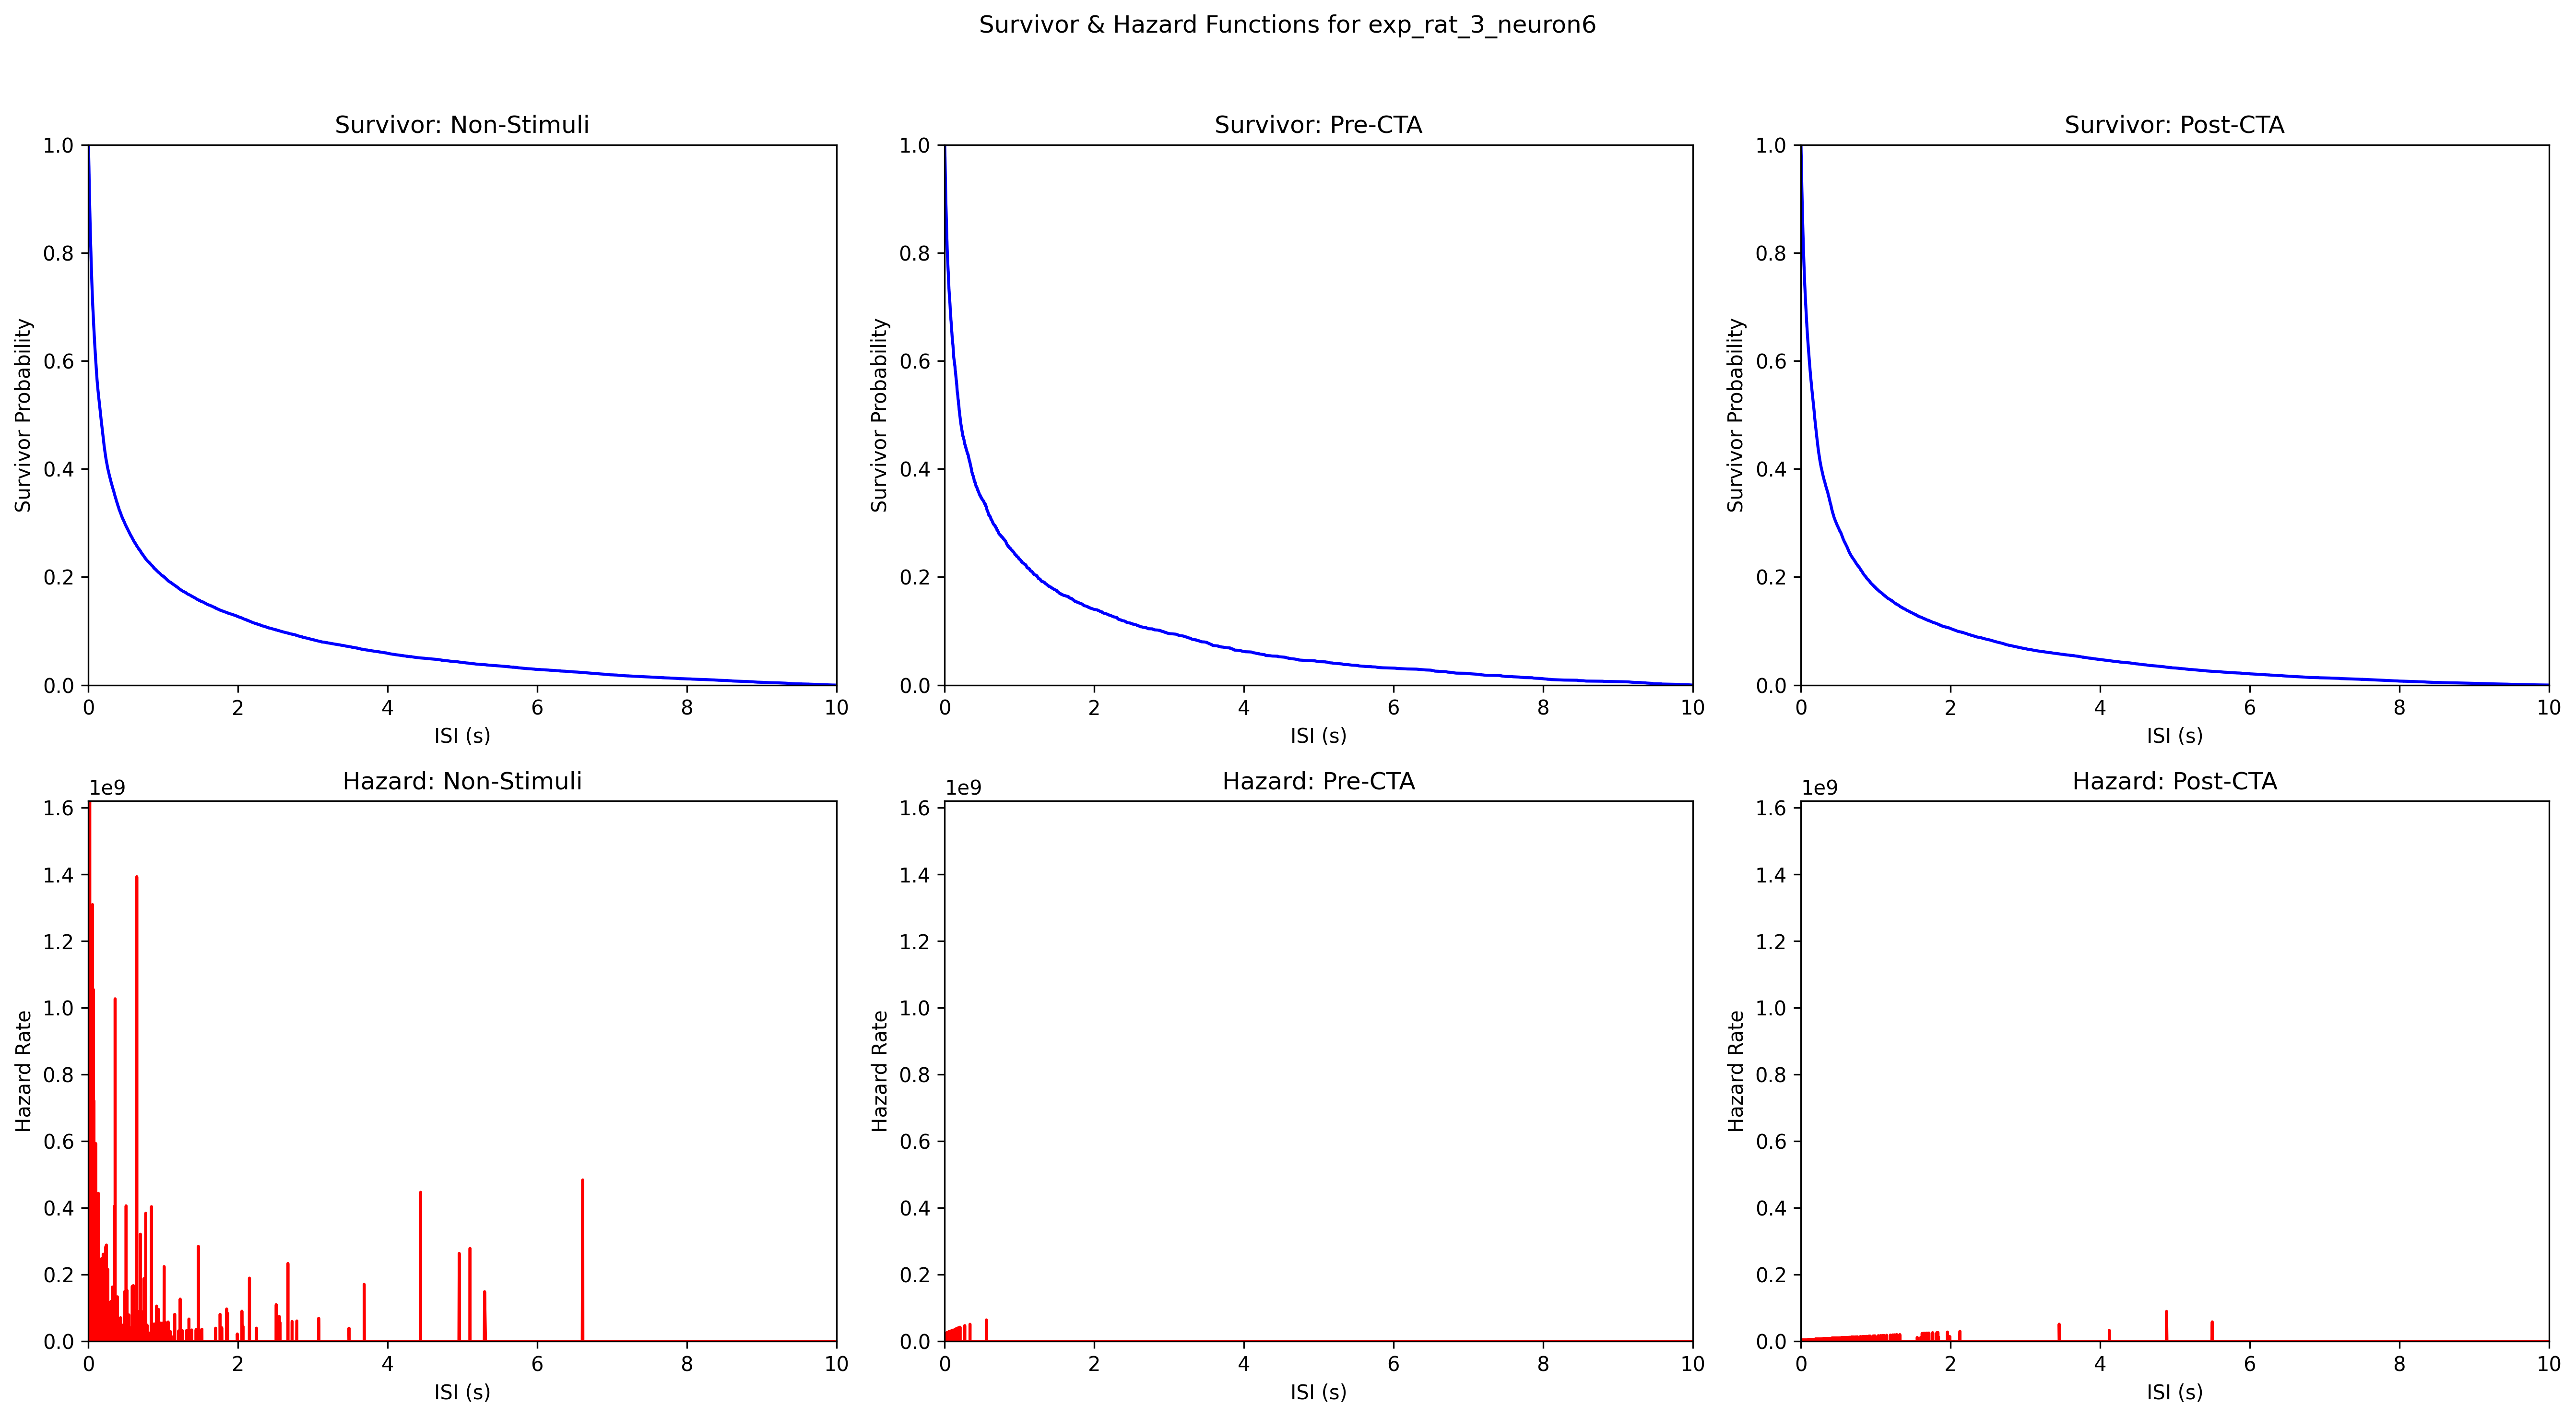 Survivor & Hazard Functions for exp_rat_3_neuron6
Survivor: Non-Stimuli
Survivor: Pre-CTA
Survivor: Post-CTA
1.0
0.8
0.6
0.4
0.2
0.0
Survivor Probability
0 2 4 6 8 10
ISI (s)
1.0
0.8
0.6
0.4
0.2
0.0
Survivor Probability
0 2 4 6 8 10
ISI (s)
1.0
0.8
0.6
0.4
0.2
0.0
Survivor Probability
0 2 4 6 8 10
ISI (s)
Hazard: Non-Stimuli
Hazard: Pre-CTA
Hazard: Post-CTA
1e9
1.6
1.4
1.2
1.0
0.8
0.6
0.4
0.2
0.0
Hazard Rate
0 2 4 6 8 10
ISI (s)
1e9
1.6
1.4
1.2
1.0
0.8
0.6
0.4
0.2
0.0
Hazard Rate
0 2 4 6 8 10
ISI (s)
1e9
1.6
1.4
1.2
1.0
0.8
0.6
0.4
0.2
0.0
Hazard Rate
0 2 4 6 8 10
ISI (s)